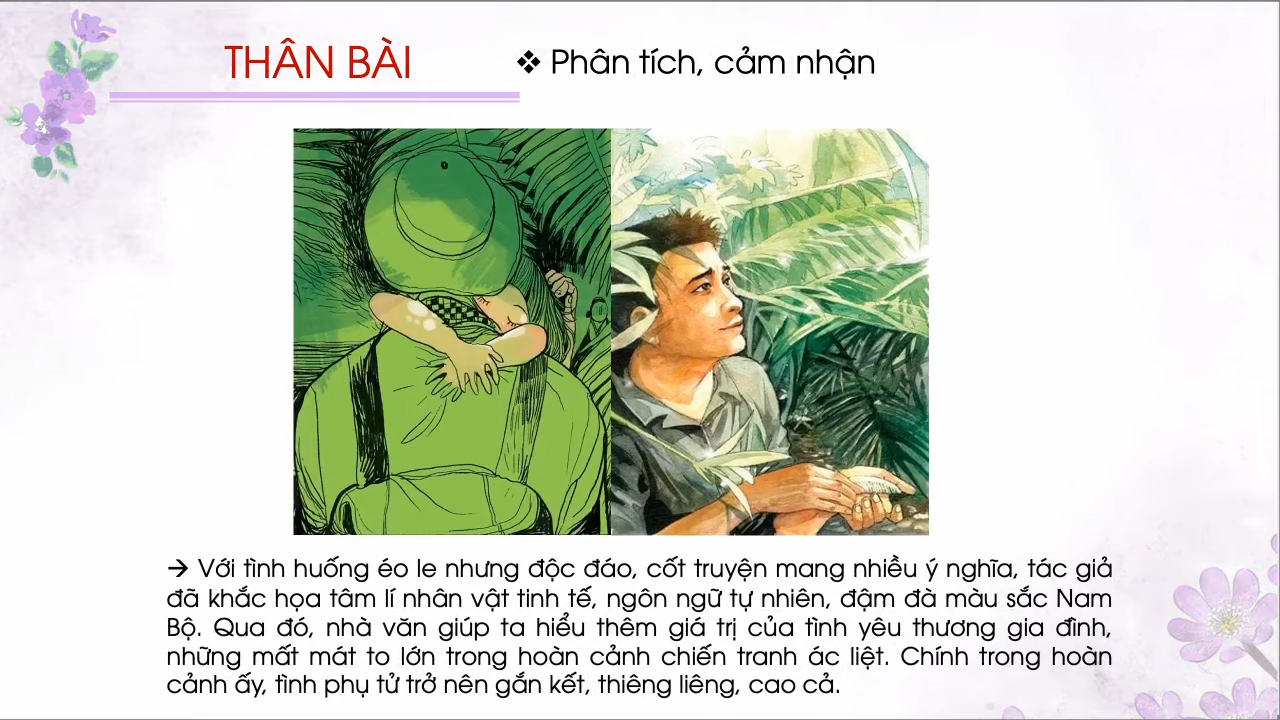 THÂN BÀI
❖ Phân tích, cảm nhận
→ Với tình huống éo le nhưng độc đáo, cốt truyện mang nhiều ý nghĩa, tác giả
đã khắc họa tâm lí nhân vật tinh tế, ngôn ngữ tự nhiên, đậm đà màu sắc Nam
Bộ. Qua đó, nhà văn giúp ta hiểu thêm giá trị của tình yêu thương gia đình,
những mất mát to lớn trong hoàn cảnh chiến tranh ác liệt. Chính trong hoàn
cảnh ấy, tình phụ tử trở nên gắn kết, thiêng liêng, cao cả.